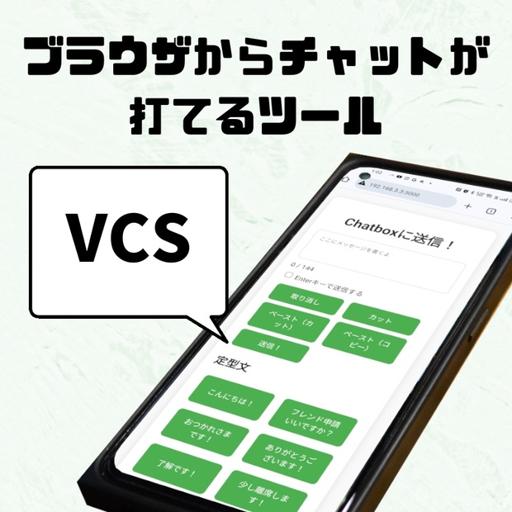 ブラウザからチャットが
打てるツール
VCS
192.168.3.3:5000
Chatboxに送信！
ここにメッセージを書くよ
0 / 144
Enterキーで送信する
取り消し
カット
ペースト（カ
ット）
ペースト（コ
ピー）
送信！
定型文
こんにちは！
フレンド申請
いいですか？
おつかれさま
です！
ありがとうご
ざいます！
了解です！
少し離席しま
す！